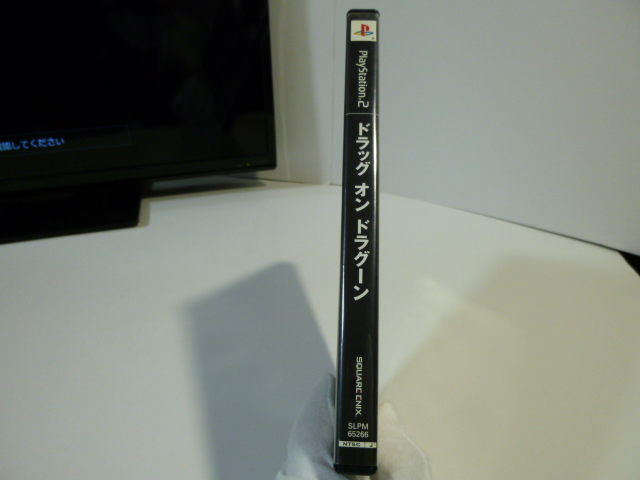 認してください
PlayStation.2
ドラッグ オン ドラグーン
SQUARE ENIX.
SLPM
65266
NTSC J